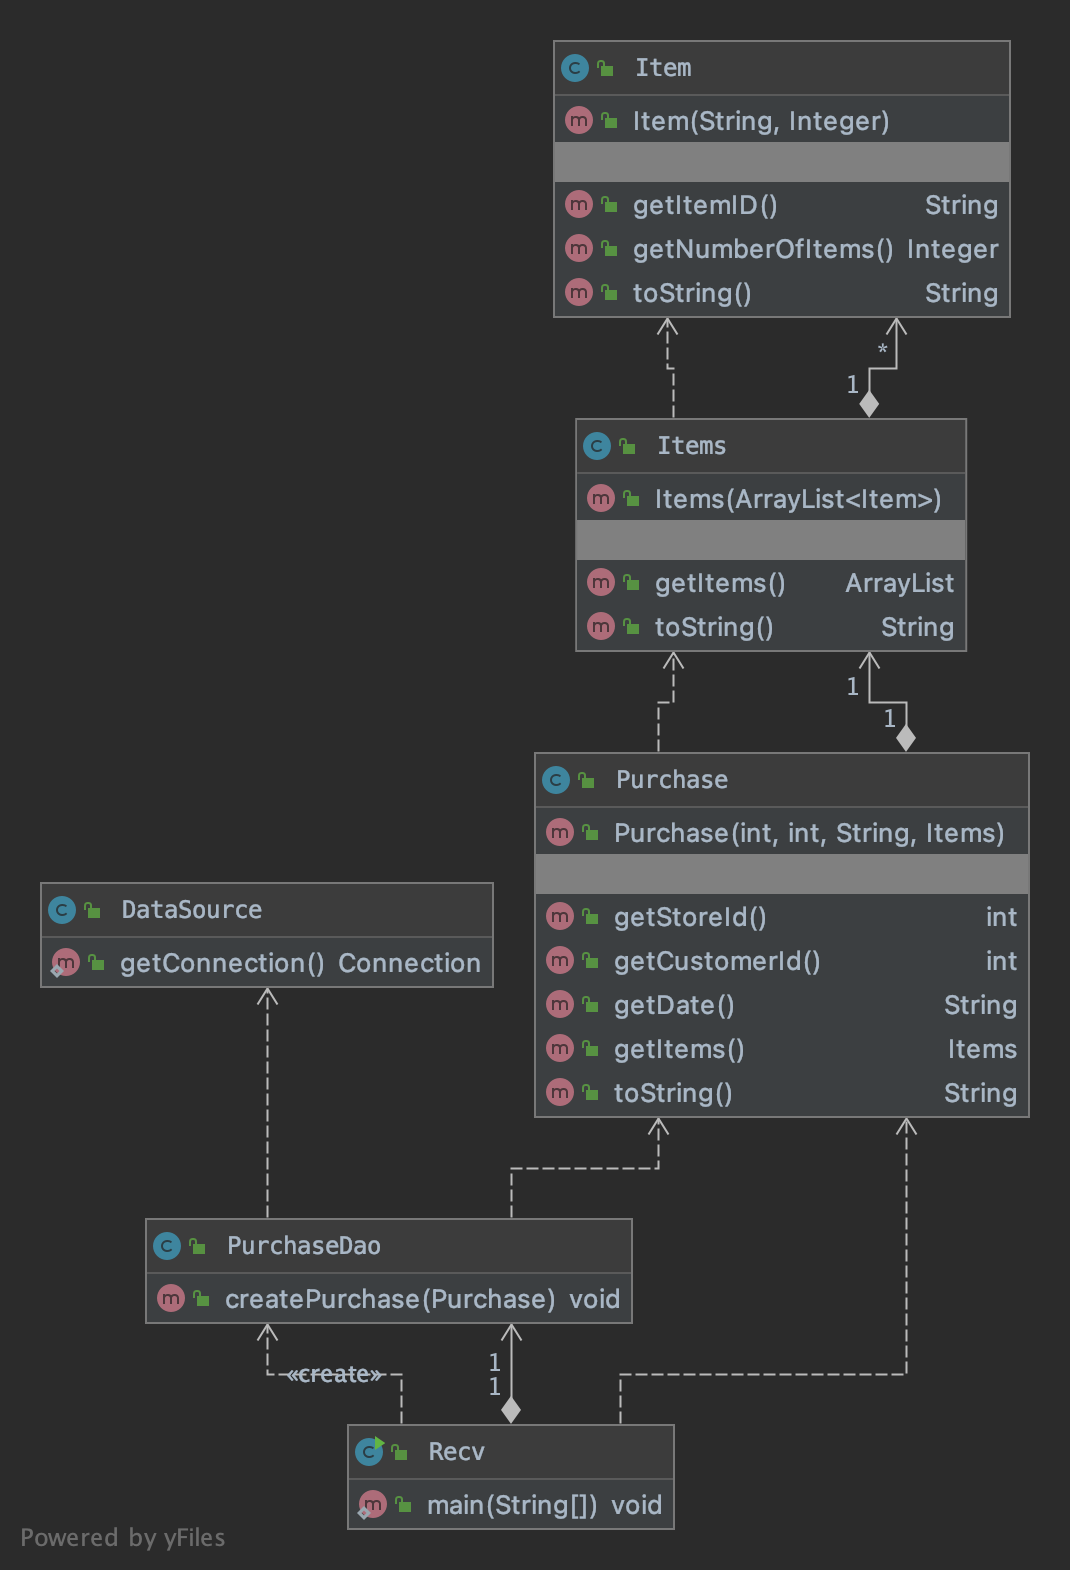 Item
Item(String, Integer)
getItemID() String
getNumberOfItems() Integer
toString() String
*
1
Items
Items(ArrayList<Item>)
getItems() ArrayList
toString() String
1
1
Purchase
Purchase(int, int, String, Items)
getStoreId() int
getCustomerId() int
getDate() String
getItems() Items
toString() String
DataSource
getConnection() Connection
PurchaseDao
createPurchase(Purchase) void
«create»
1
1
Recv
main(String[]) void
Powered by yFiles